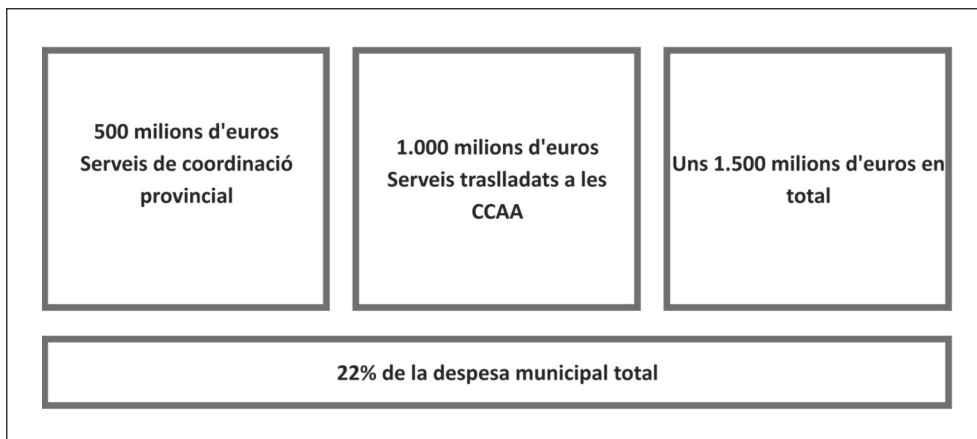 500 milions d'euros
Serveis de coordinació
provincial
1.000 milions d'euros
Serveis traslladats a les
CCAA
Uns 1.500 milions d'euros en
total
22% de la despesa municipal total